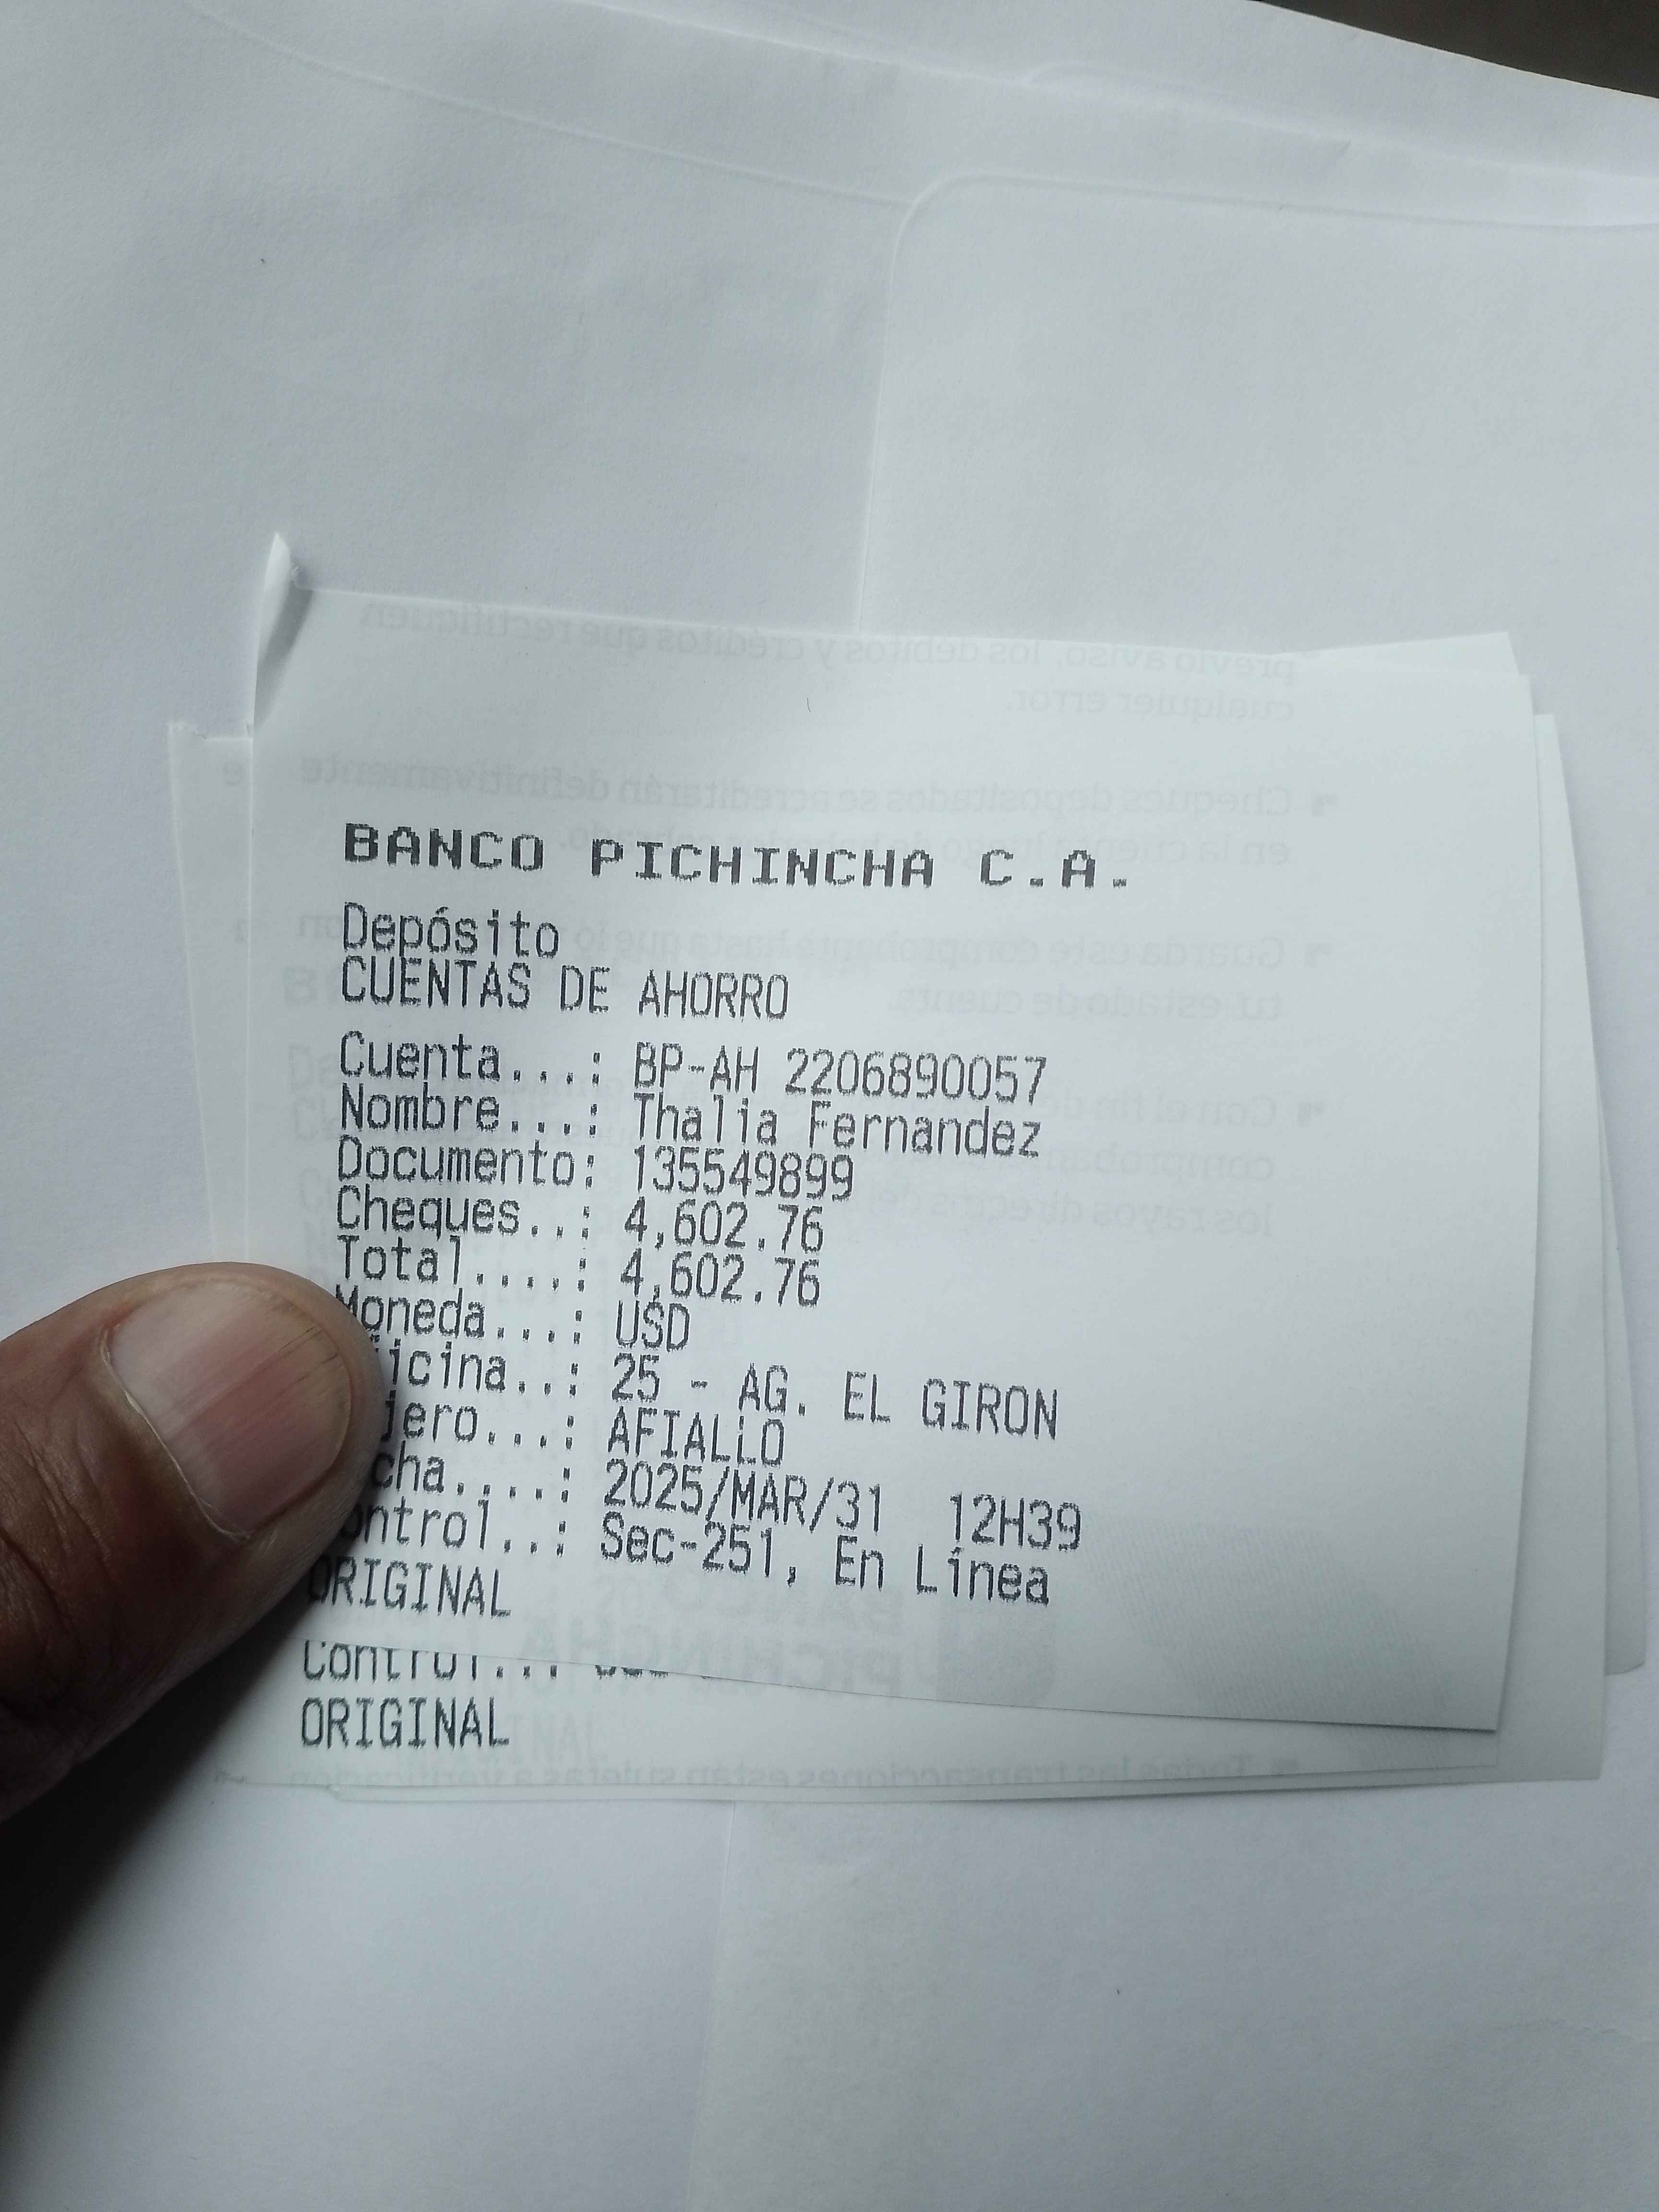 BANCO PICHINCHA C.A.
Depósito
CUENTAS DE AHORRO
Cuenta...: BP-AH 2206890057
Nombre...: Thalia Fernandez
Documento: 135549899
Cheques..: 4,602.76
Total....: 4,602.76
Moneda...: USD
icina..: 25 - AG. EL GIRON
jero...: AFIALLO
cha....: 2025/MAR/31 12H39
ontrol..: Sec-251, En Línea
ORIGINAL
Control...:
ORIGINAL